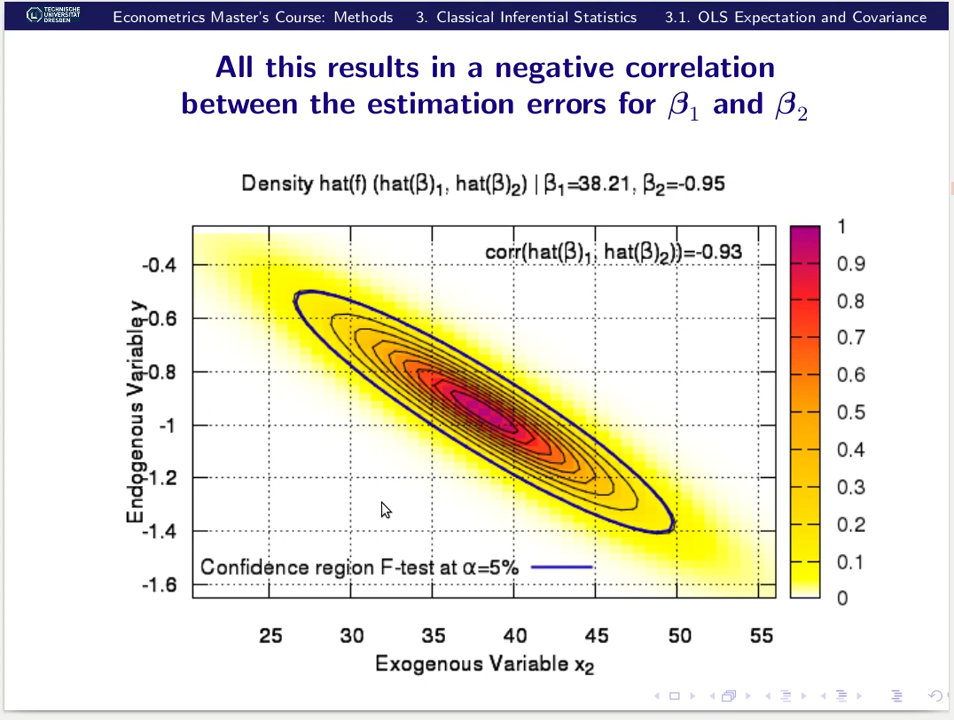 TECHNISCHE
UNIVERSITÄT
DRESDEN
Econometrics Master's Course: Methods 3. Classical Inferential Statistics 3.1. OLS Expectation and Covariance
All this results in a negative correlation
between the estimation errors for β₁ and β₂
Density hat(f) (hat(β)₁, hat(β)₂) | β₁=38.21, β₂=-0.95
corr(hat(β)₁, hat(β)₂))=-0.93
Endogenous Variable y
-0.4
-0.6
-0.8
-1
-1.2
-1.4
-1.6
Confidence region F-test at α=5%
25 30 35 40 45 50 55
Exogenous Variable x₂
1
0.9
0.8
0.7
0.6
0.5
0.4
0.3
0.2
0.1
0